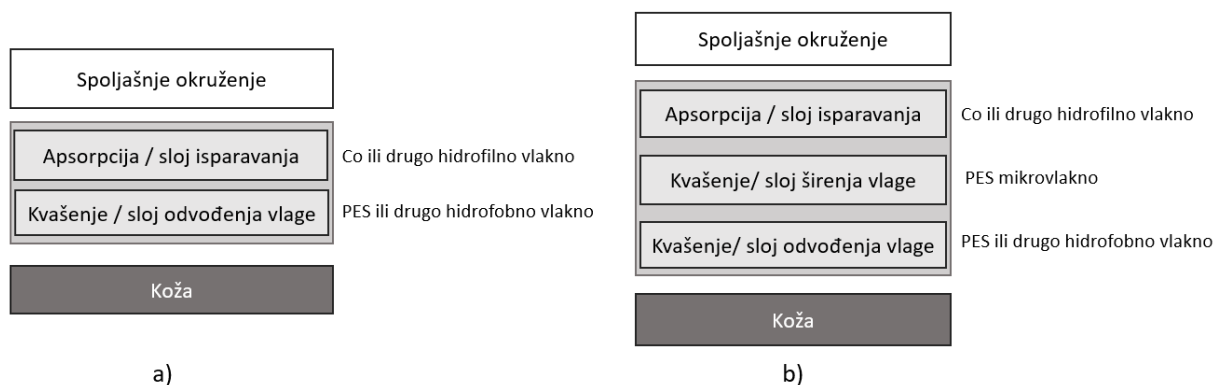 Spoljašnje okruženje
Apsorpcija / sloj isparavanja
Co ili drugo hidrofilno vlakno
Kvašenje / sloj odvođenja vlage
PES ili drugo hidrofobno vlakno
Koža
a)
Spoljašnje okruženje
Apsorpcija / sloj isparavanja
Co ili drugo hidrofilno vlakno
Kvašenje/ sloj širenja vlage
PES mikrovlakno
Kvašenje/ sloj odvođenja vlage
PES ili drugo hidrofobno vlakno
Koža
b)